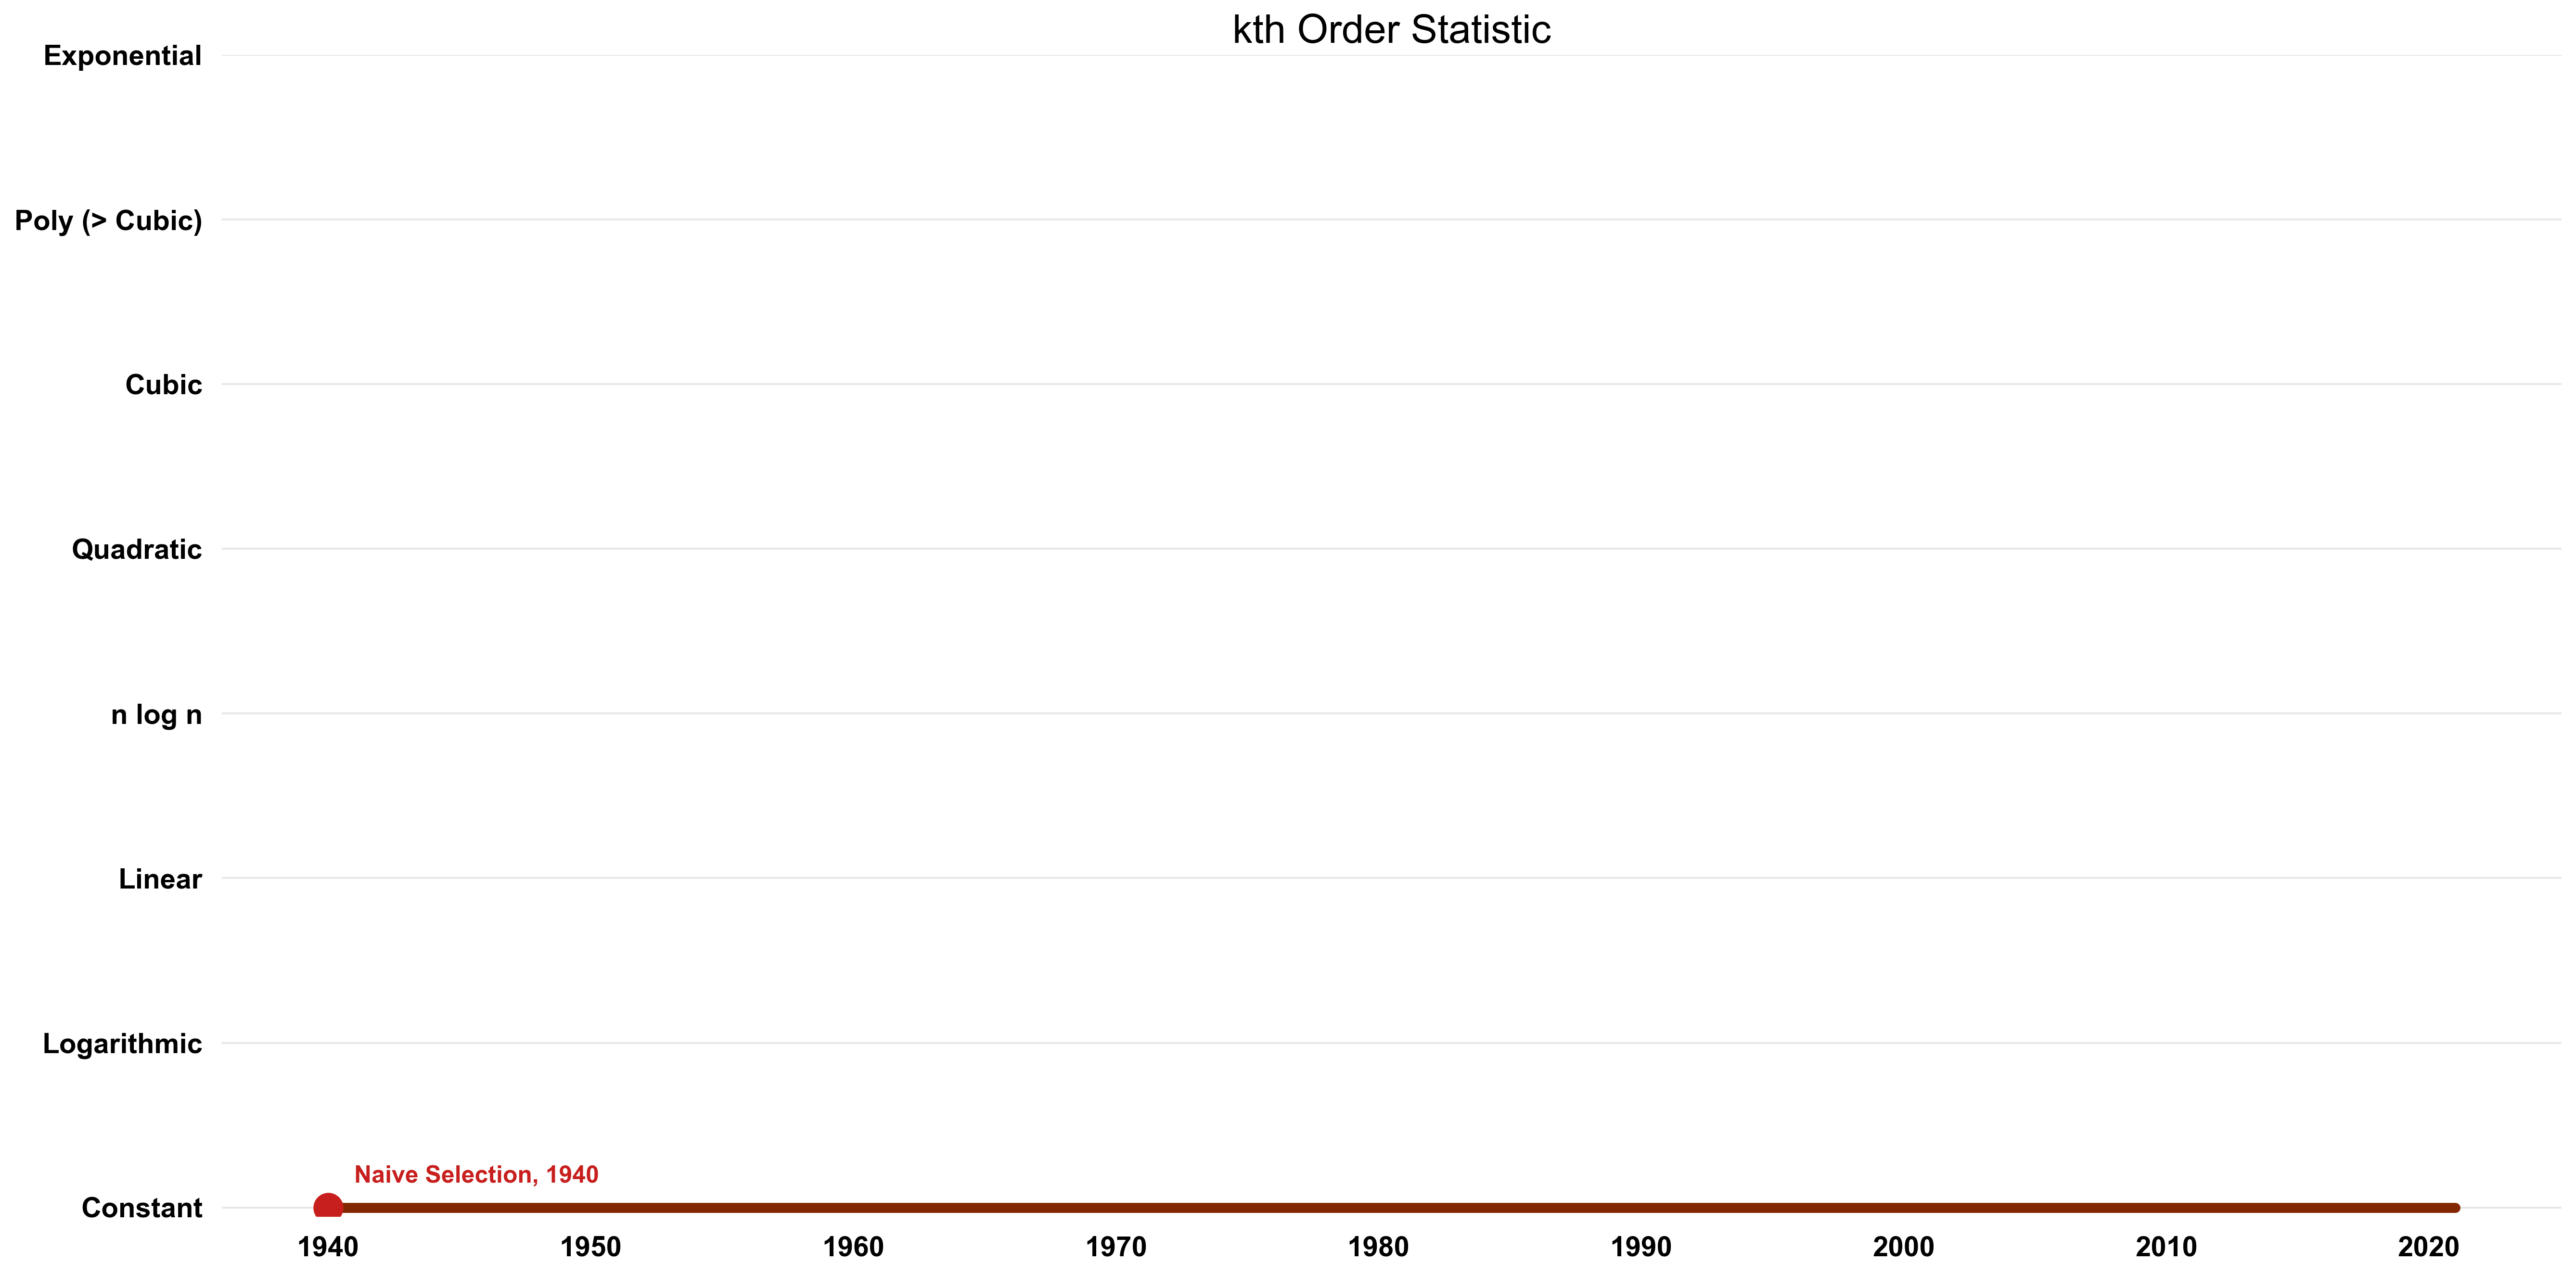 kth Order Statistic
Exponential
Poly (> Cubic)
Cubic
Quadratic
n log n
Linear
Logarithmic
Naive Selection, 1940
Constant
1940 1950 1960 1970 1980 1990 2000 2010 2020